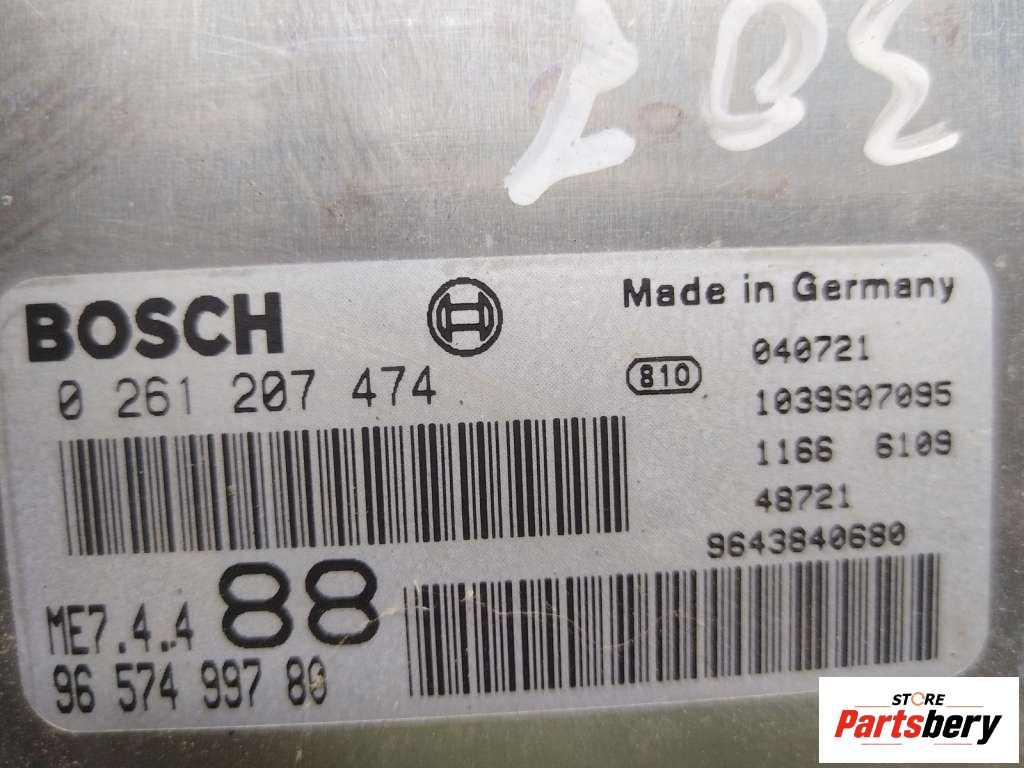 307
BOSCH
Made in Germany
0 261 207 474
810
040721
1039S07095
1166 6109
48721
9643840680
ME7.4.4
88
96 574 997 80
STORE
Partsbery